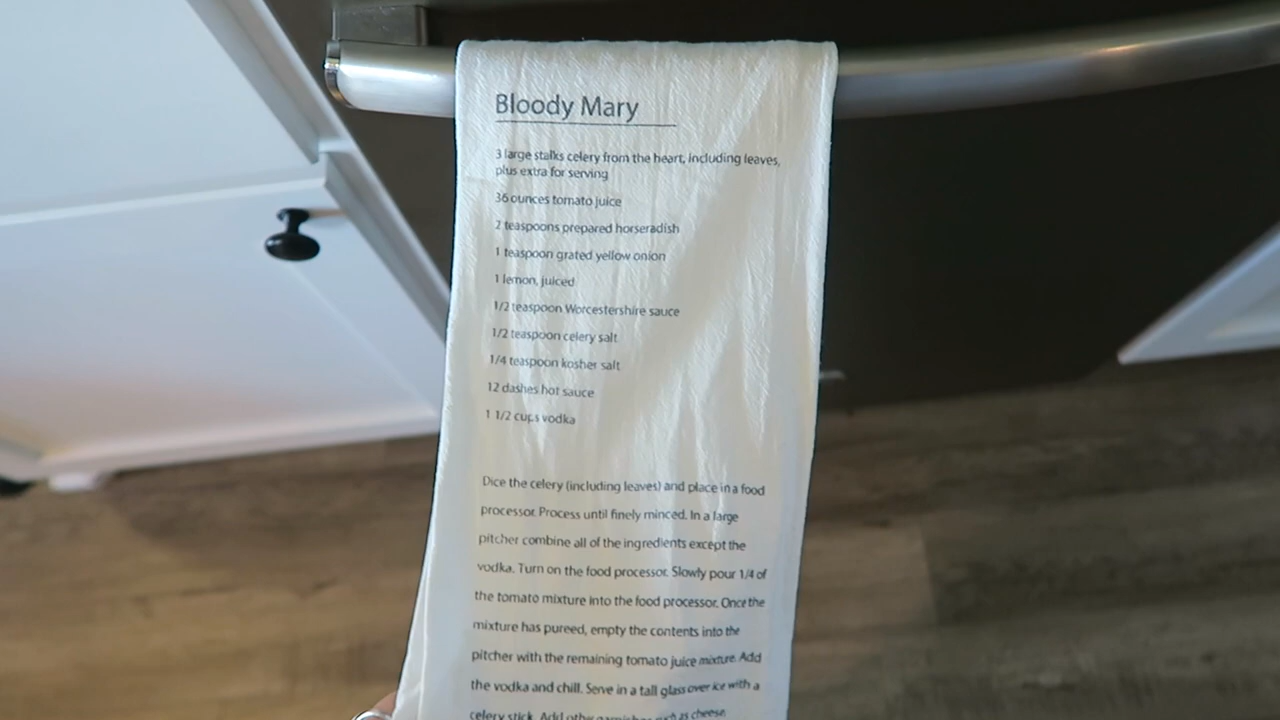 Bloody Mary
3 large stalks celery from the heart, including leaves,
plus extra for serving
36 ounces tomato juice
2 teaspoons prepared horseradish
1 teaspoon grated yellow onion
1 lemon, juiced
1/2 teaspoon Worcestershire sauce
1/2 teaspoon celery salt
1/4 teaspoon kosher salt
12 dashes hot sauce
1 1/2 cups vodka
Dice the celery (including leaves) and place in a food
processor. Process until finely minced. In a large
pitcher combine all of the ingredients except the
vodka. Turn on the food processor. Slowly pour 1/4 of
the tomato mixture into the food processor. Once the
mixture has pureed, empty the contents into the
pitcher with the remaining tomato juice mixture. Add
the vodka and chill. Serve in a tall glass over ice with a
celery stick. Add other garnishes such as cheese,